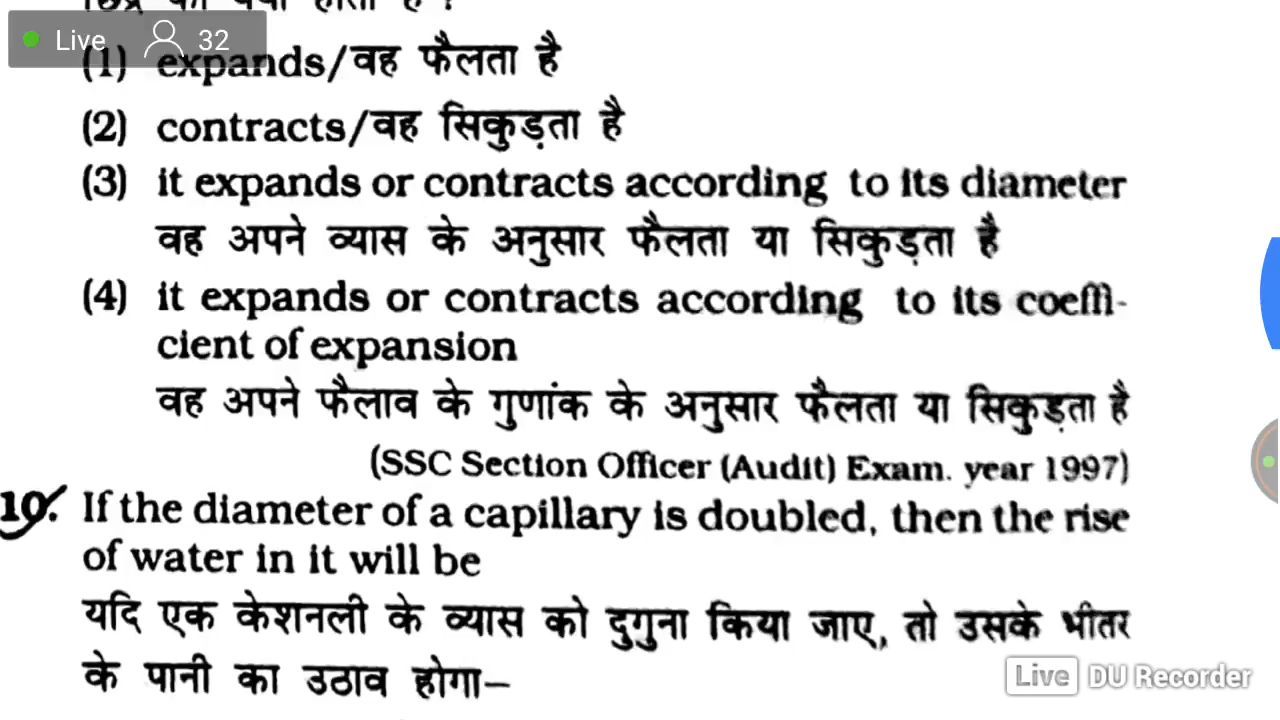 छिद्र को क्या होता है ?
Live 32
(1) expands/वह फैलता है
(2) contracts/वह सिकुड़ता है
(3) it expands or contracts according to its diameter
वह अपने व्यास के अनुसार फैलता या सिकुड़ता है
(4) it expands or contracts according to its coeffi-
cient of expansion
वह अपने फैलाव के गुणांक के अनुसार फैलता या सिकुड़ता है
(SSC Section Officer (Audit) Exam. year 1997)
10. If the diameter of a capillary is doubled, then the rise
of water in it will be
यदि एक केशनली के व्यास को दुगुना किया जाए, तो उसके भीतर
के पानी का उठाव होगा–
Live DU Recorder